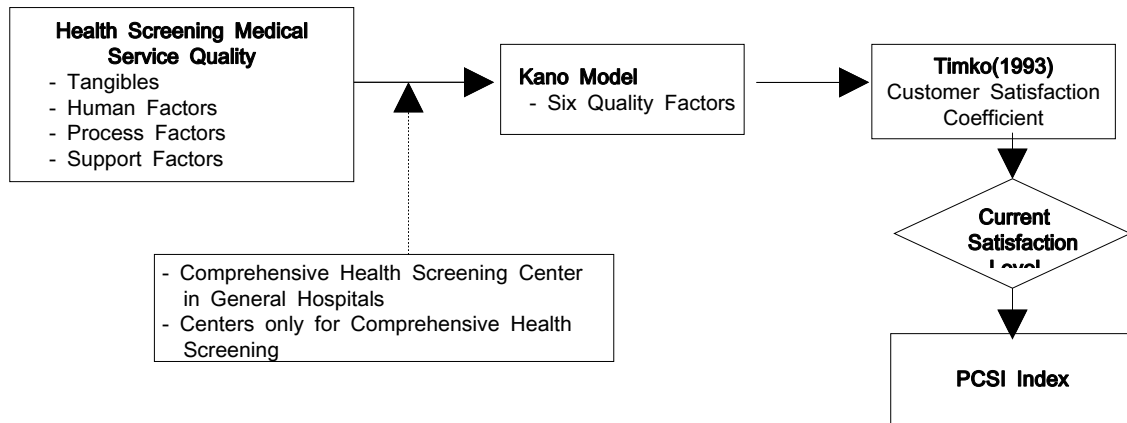 Health Screening Medical
Service Quality
- Tangibles
- Human Factors
- Process Factors
- Support Factors
Kano Model
- Six Quality Factors
Timko(1993)
Customer Satisfaction
Coefficient
Current
Satisfaction
Level
- Comprehensive Health Screening Center
in General Hospitals
- Centers only for Comprehensive Health
Screening
PCSI Index